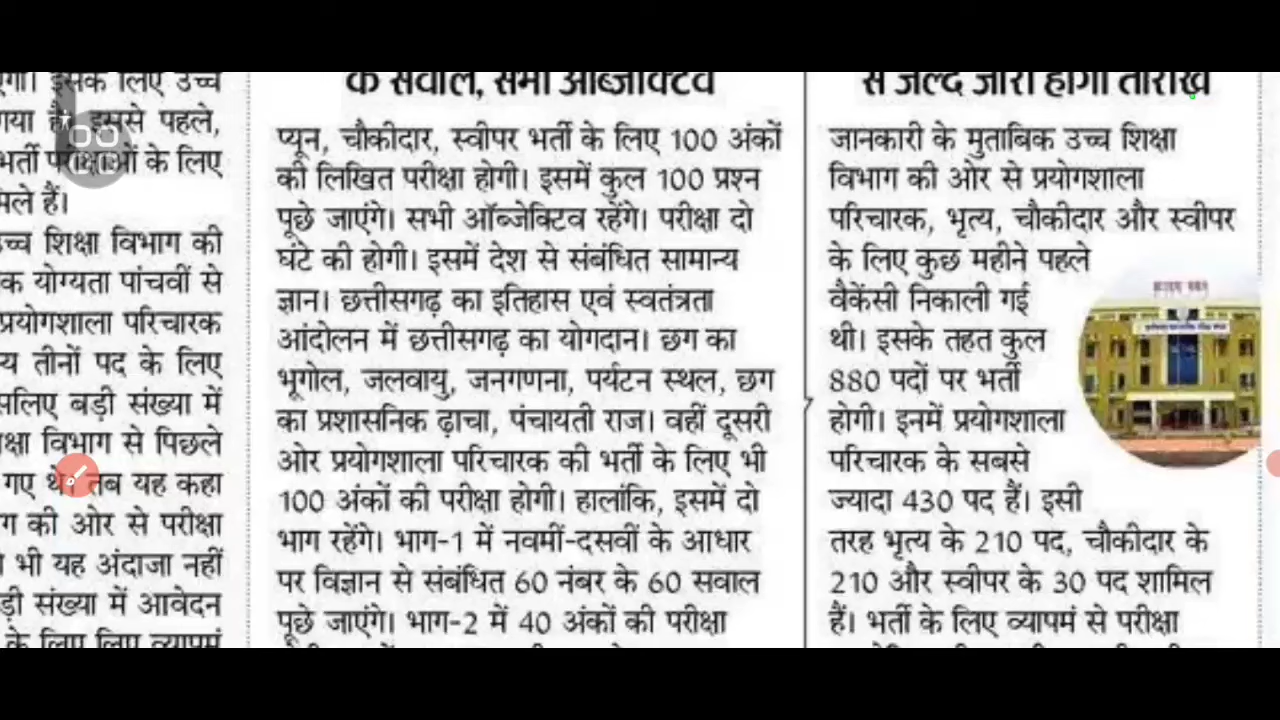 एगी। इसके लिए उच्च
गया है। इससे पहले,
भर्ती परीक्षाओं के लिए
मिले हैं।
उच्च शिक्षा विभाग की
क योग्यता पांचवीं से
प्रयोगशाला परिचारक
न्य तीनों पद के लिए
सलिए बड़ी संख्या में
क्षा विभाग से पिछले
गए थे तब यह कहा
ग की ओर से परीक्षा
भी यह अंदाजा नहीं
ड़ी संख्या में आवेदन
के लिए लिए व्यापमं
के सवाल, सभी ऑब्जेक्टिव
प्यून, चौकीदार, स्वीपर भर्ती के लिए 100 अंकों
की लिखित परीक्षा होगी। इसमें कुल 100 प्रश्न
पूछे जाएंगे। सभी ऑब्जेक्टिव रहेंगे। परीक्षा दो
घंटे की होगी। इसमें देश से संबंधित सामान्य
ज्ञान। छत्तीसगढ़ का इतिहास एवं स्वतंत्रता
आंदोलन में छत्तीसगढ़ का योगदान। छग का
भूगोल, जलवायु, जनगणना, पर्यटन स्थल, छग
का प्रशासनिक ढ़ाचा, पंचायती राज। वहीं दूसरी
ओर प्रयोगशाला परिचारक की भर्ती के लिए भी
100 अंकों की परीक्षा होगी। हालांकि, इसमें दो
भाग रहेंगे। भाग-1 में नवमीं-दसवीं के आधार
पर विज्ञान से संबंधित 60 नंबर के 60 सवाल
पूछे जाएंगे। भाग-2 में 40 अंकों की परीक्षा
से जल्द जारी होगी तारीख
जानकारी के मुताबिक उच्च शिक्षा
विभाग की ओर से प्रयोगशाला
परिचारक, भृत्य, चौकीदार और स्वीपर
के लिए कुछ महीने पहले
वैकेंसी निकाली गई
थी। इसके तहत कुल
880 पदों पर भर्ती
होगी। इनमें प्रयोगशाला
परिचारक के सबसे
ज्यादा 430 पद हैं। इसी
तरह भृत्य के 210 पद, चौकीदार के
210 और स्वीपर के 30 पद शामिल
हैं। भर्ती के लिए व्यापमं से परीक्षा